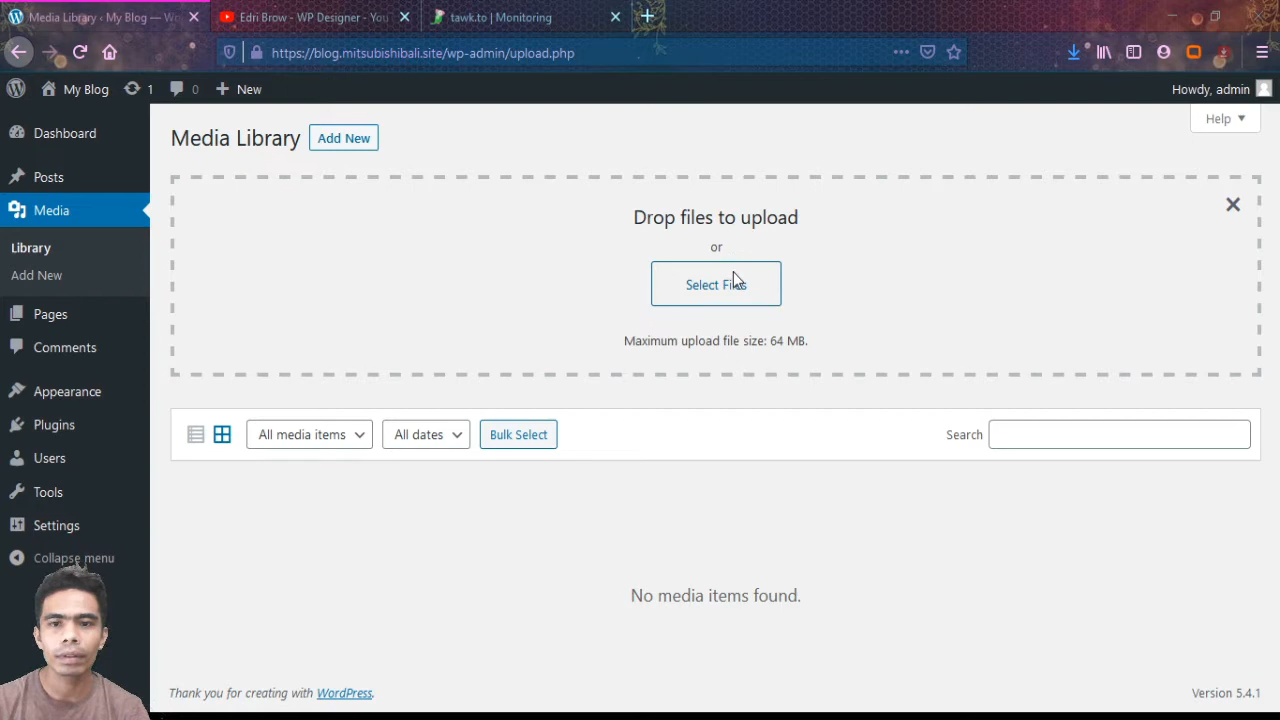 Media Library ‹ My Blog — Wo
Edri Brow - WP Designer - You
tawk.to | Monitoring
https://blog.mitsubishibali.site/wp-admin/upload.php
My Blog
1
0
New
Howdy, admin
Dashboard
Posts
Media
Library
Add New
Pages
Comments
Appearance
Plugins
Users
Tools
Settings
Collapse menu
Media Library
Add New
Help
Drop files to upload
or
Select Files
Maximum upload file size: 64 MB.
All media items
All dates
Bulk Select
Search
No media items found.
Thank you for creating with WordPress.
Version 5.4.1